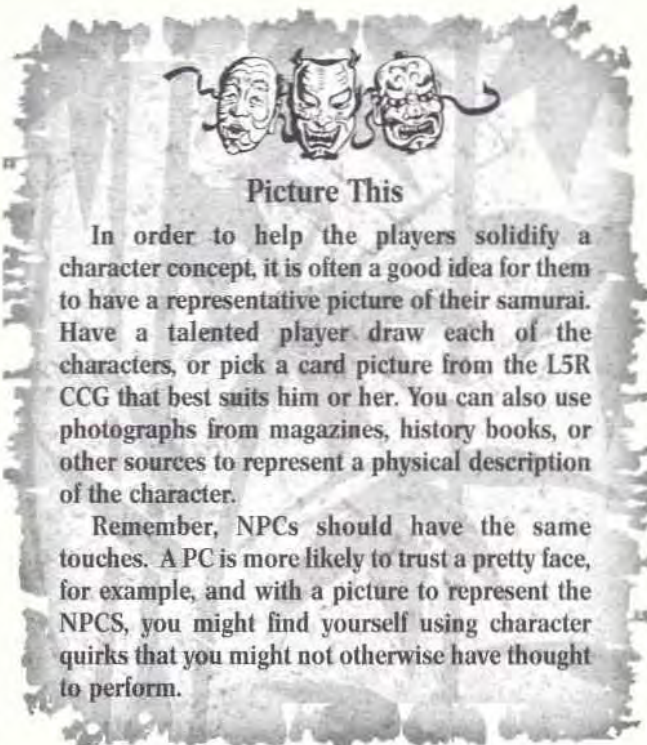 Picture This
In order to help the players solidify a
character concept, it is often a good idea for them
to have a representative picture of their samurai.
Have a talented player draw each of the
characters, or pick a card picture from the L5R
CCG that best suits him or her. You can also use
photographs from magazines, history books, or
other sources to represent a physical description
of the character.
Remember, NPCs should have the same
touches. A PC is more likely to trust a pretty face,
for example, and with a picture to represent the
NPCS, you might find yourself using character
quirks that you might not otherwise have thought
to perform.